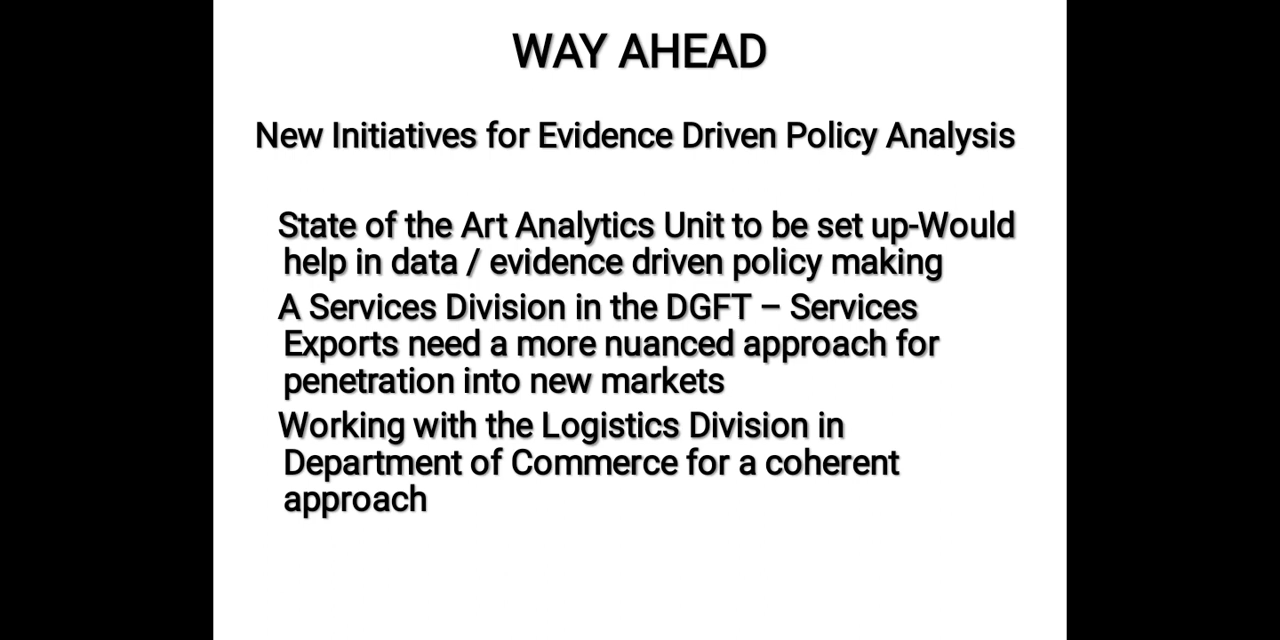 WAY AHEAD
New Initiatives for Evidence Driven Policy Analysis
State of the Art Analytics Unit to be set up-Would
help in data / evidence driven policy making
A Services Division in the DGFT – Services
Exports need a more nuanced approach for
penetration into new markets
Working with the Logistics Division in
Department of Commerce for a coherent
approach